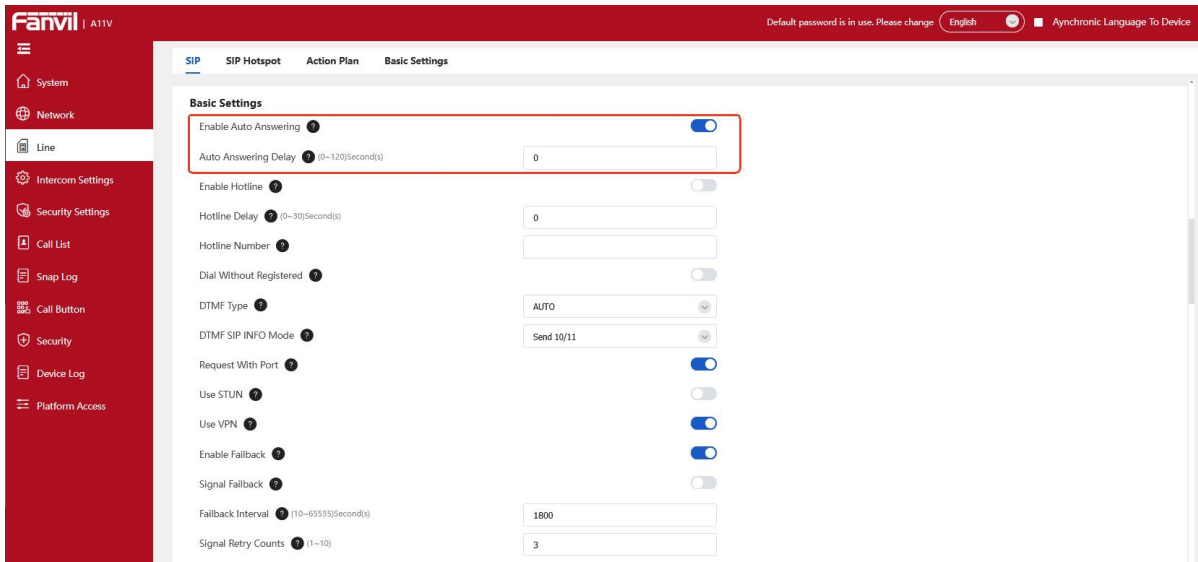 Fanvil | A11V
Default password is in use. Please change English Aynchronic Language To Device
System
Network
Line
Intercom Settings
Security Settings
Call List
Snap Log
Call Button
Security
Device Log
Platform Access
SIP SIP Hotspot Action Plan Basic Settings
Basic Settings
Enable Auto Answering ?
Auto Answering Delay ? (0~120)Second(s) 0
Enable Hotline ?
Hotline Delay ? (0~30)Second(s) 0
Hotline Number ?
Dial Without Registered ?
DTMF Type ? AUTO
DTMF SIP INFO Mode ? Send 10/11
Request With Port ?
Use STUN ?
Use VPN ?
Enable Failback ?
Signal Failback ?
Failback Interval ? (10~65535)Second(s) 1800
Signal Retry Counts ? (1~10) 3